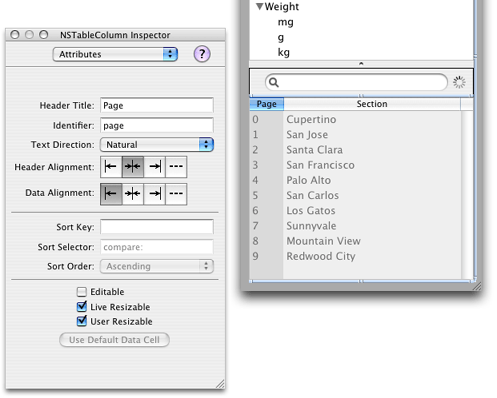 NSTableColumn Inspector
Attributes
?
Header Title: Page
Identifier: page
Text Direction: Natural
Header Alignment:
Data Alignment:
Sort Key:
Sort Selector: compare:
Sort Order: Ascending
Editable
Live Resizable
User Resizable
Use Default Data Cell
Weight
mg
g
kg
Page Section
0 Cupertino
1 San Jose
2 Santa Clara
3 San Francisco
4 Palo Alto
5 San Carlos
6 Los Gatos
7 Sunnyvale
8 Mountain View
9 Redwood City